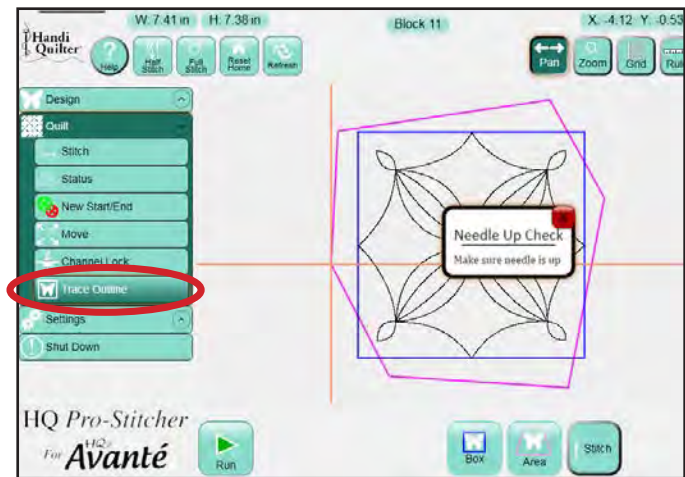 W. 7.41 in H. 7.38 in Block 11 X. -4.12 Y. -0.53
Handi
Quilter
Help
Half
Stitch
Full
Stitch
Reset
Home
Refresh
Pan
Zoom
Grid
Design
Quilt
Stitch
Status
New Start/End
Move
Channel Lock
Trace Outline
Settings
Shut Down
Needle Up Check
Make sure needle is up
HQ Pro-Stitcher
For HQ Avanté
Run
Box
Area
Stitch